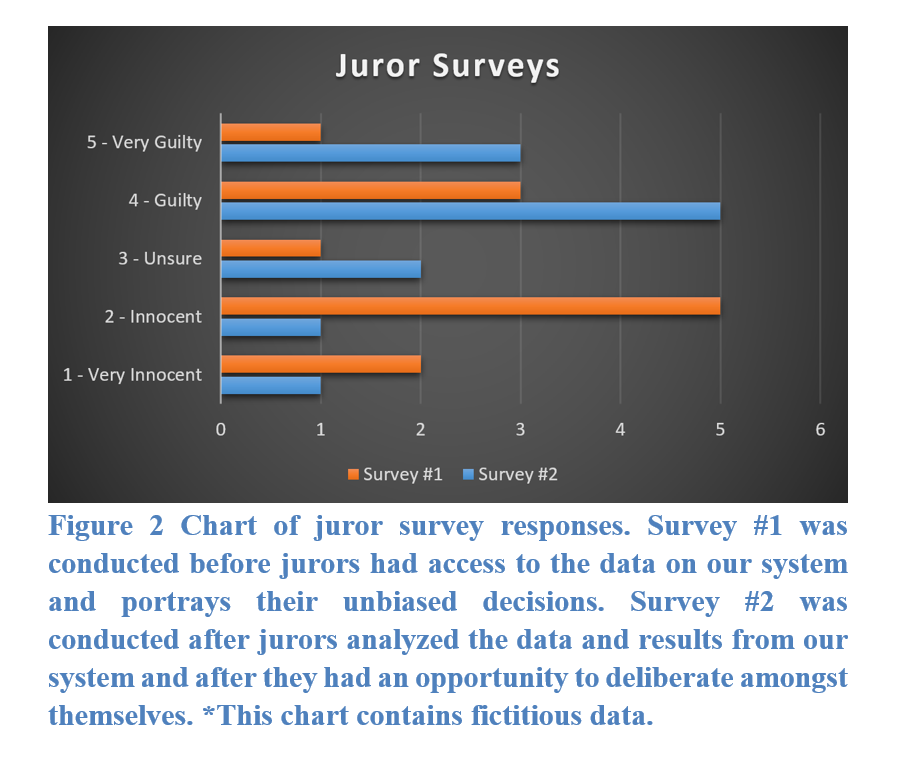 Juror Surveys
5 - Very Guilty
4 - Guilty
3 - Unsure
2 - Innocent
1 - Very Innocent
0 1 2 3 4 5 6
Survey #1 Survey #2
Figure 2 Chart of juror survey responses. Survey #1 was
conducted before jurors had access to the data on our system
and portrays their unbiased decisions. Survey #2 was
conducted after jurors analyzed the data and results from our
system and after they had an opportunity to deliberate amongst
themselves. *This chart contains fictitious data.